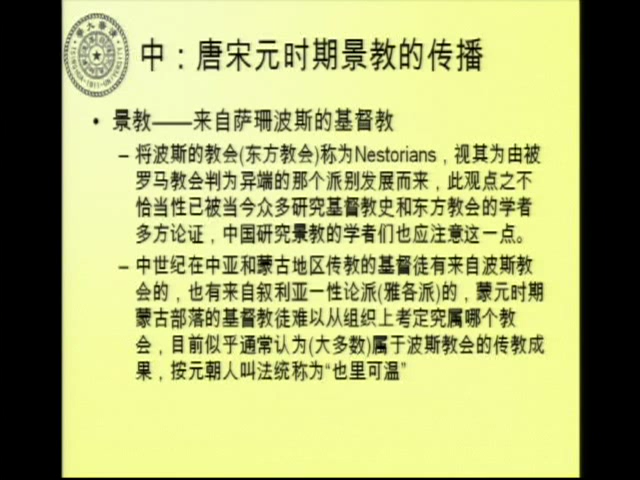 中：唐宋元时期景教的传播
• 景教——来自萨珊波斯的基督教
– 将波斯的教会(东方教会)称为Nestorians，视其为由被
罗马教会判为异端的那个派别发展而来，此观点之不
恰当性已被当今众多研究基督教史和东方教会的学者
多方论证，中国研究景教的学者们也应注意这一点。
– 中世纪在中亚和蒙古地区传教的基督徒有来自波斯教
会的，也有来自叙利亚一性论派(雅各派)的，蒙元时期
蒙古部落的基督教徒难以从组织上考定究属哪个教
会，目前似乎通常认为(大多数)属于波斯教会的传教成
果，按元朝人叫法统称为“也里可温”